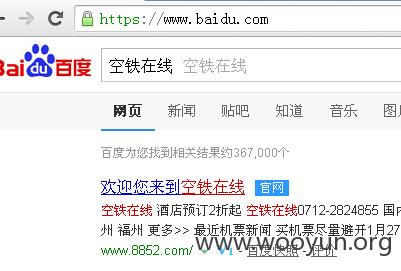 https://www.baidu.com
Bai du 百度 空铁在线 空铁在线
网页 新闻 贴吧 知道 音乐 图片
百度为您找到相关结果约367,000个
欢迎您来到空铁在线 官网
空铁在线 酒店预订2折起 空铁在线0712-2824855 国内
州 福州 更多>> 最近机票新闻 买机票尽量避开1月27
www.8852.com/ V1 - 百度快照 - 评价
www.wooyun.org